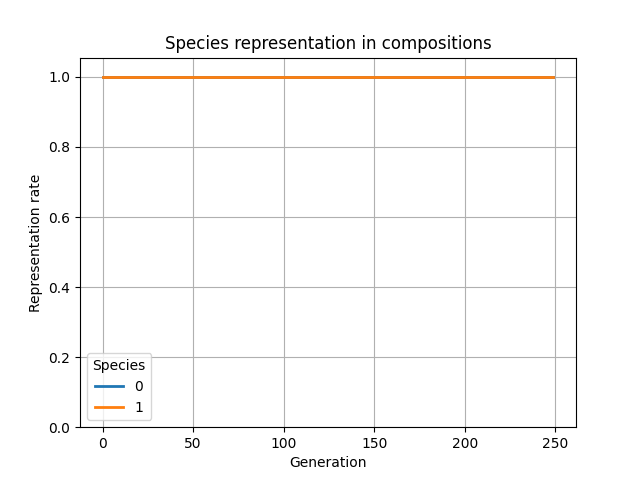 Species representation in compositions
1.0
0.8
0.6
0.4
0.2
0.0
Representation rate
Species
0
1
0 50 100 150 200 250
Generation